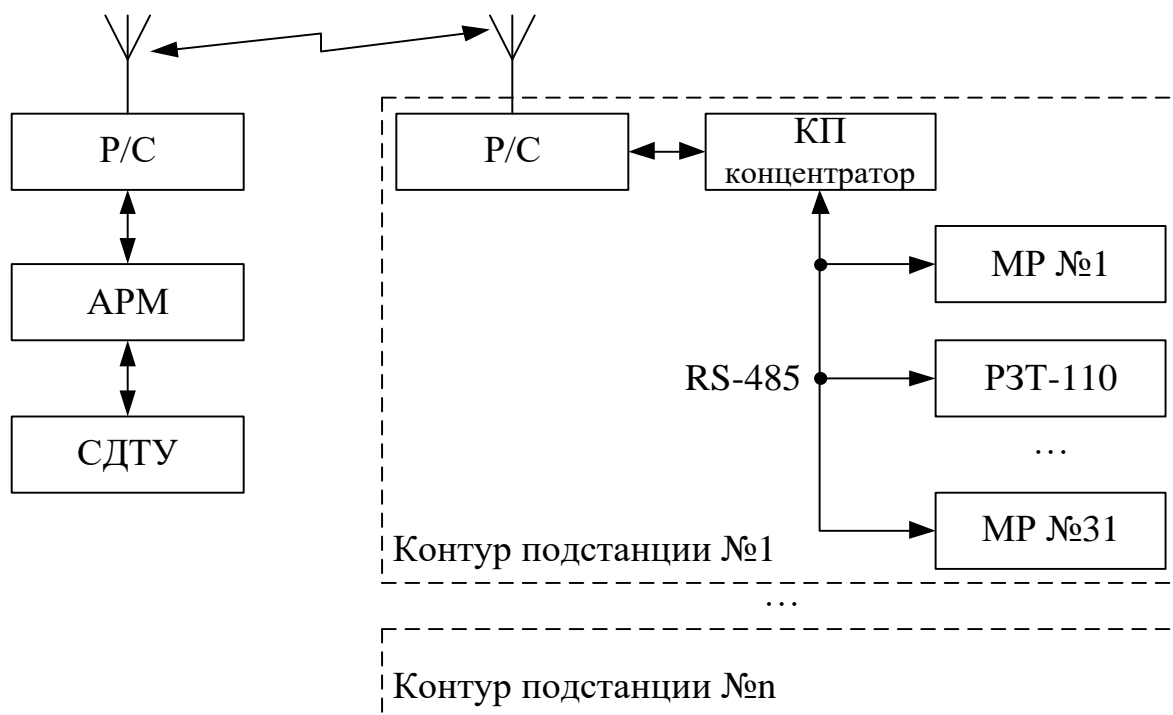 Р/С
Р/С
КП
концентратор
АРМ
МР №1
RS-485
РЗТ-110
СДТУ
…
МР №31
Контур подстанции №1
…
Контур подстанции №n